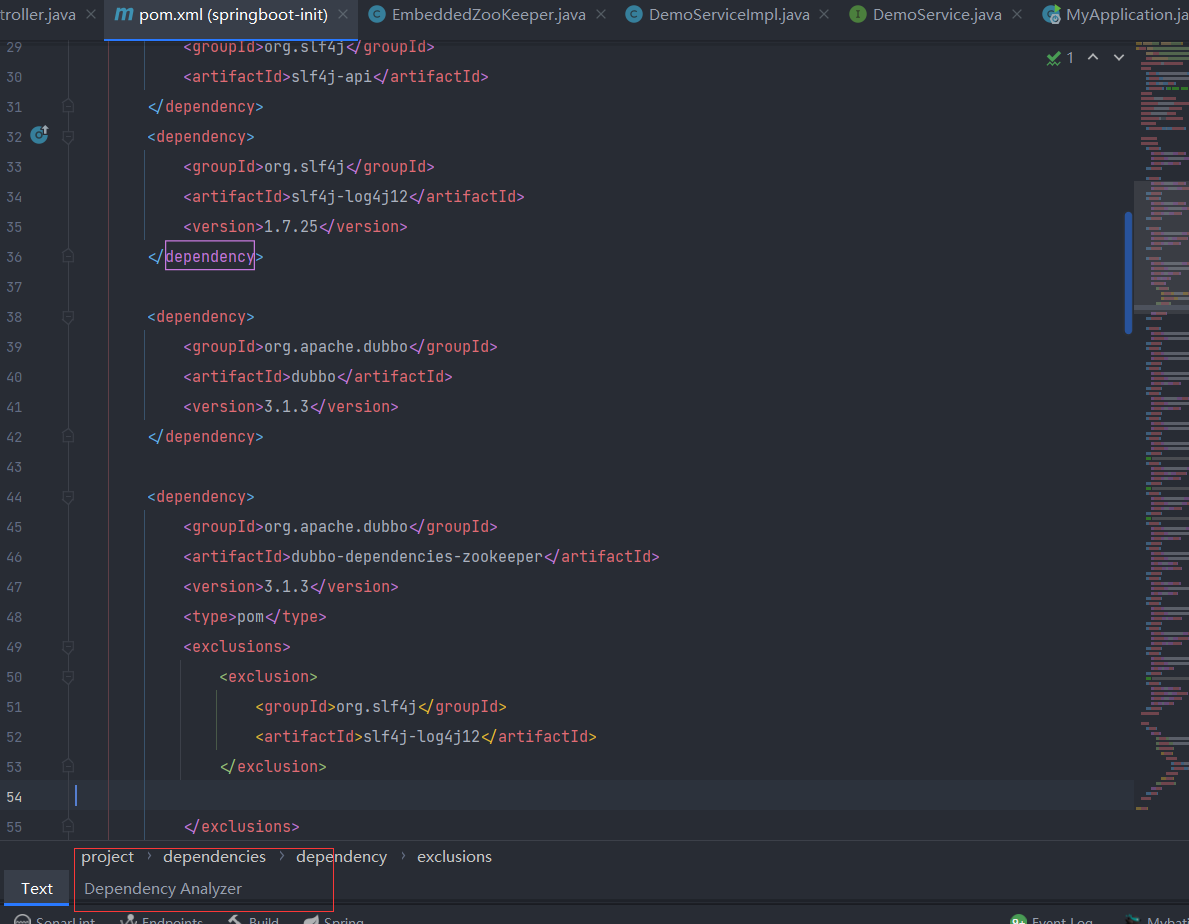 troller.java × m pom.xml (springboot-init) × C EmbeddedZooKeeper.java × C DemoServiceImpl.java × I DemoService.java × MyApplication.ja
29 <groupId>org.slf4j</groupId>
1
30 <artifactId>slf4j-api</artifactId>
31 </dependency>
32 <dependency>
33 <groupId>org.slf4j</groupId>
34 <artifactId>slf4j-log4j12</artifactId>
35 <version>1.7.25</version>
36 </dependency>
37
38 <dependency>
39 <groupId>org.apache.dubbo</groupId>
40 <artifactId>dubbo</artifactId>
41 <version>3.1.3</version>
42 </dependency>
43
44 <dependency>
45 <groupId>org.apache.dubbo</groupId>
46 <artifactId>dubbo-dependencies-zookeeper</artifactId>
47 <version>3.1.3</version>
48 <type>pom</type>
49 <exclusions>
50 <exclusion>
51 <groupId>org.slf4j</groupId>
52 <artifactId>slf4j-log4j12</artifactId>
53 </exclusion>
54
55 </exclusions>
project › dependencies › dependency › exclusions
Text Dependency Analyzer
SonarLint Endpoints Build Spring 9+ Event Log Mybati